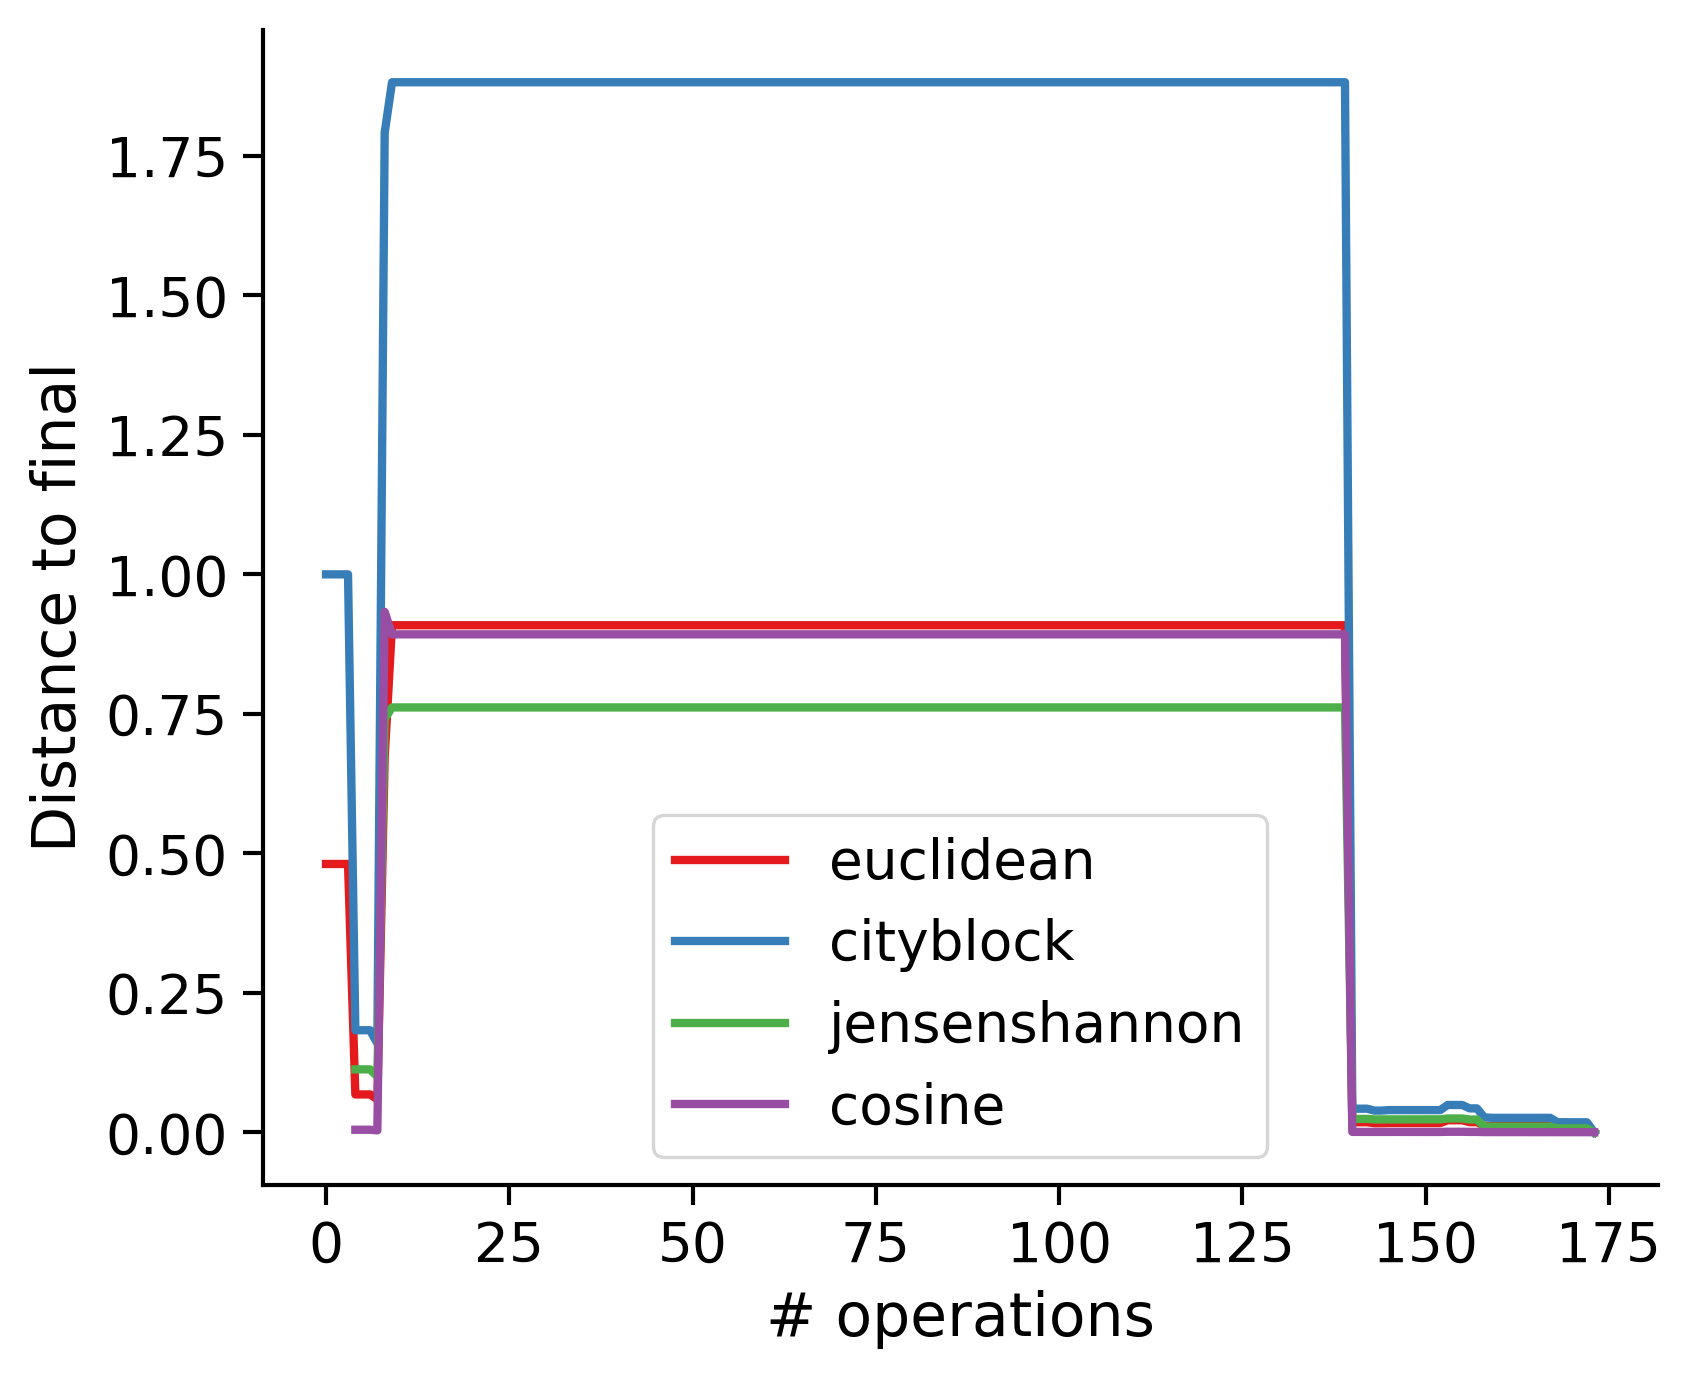 Distance to final
1.75
1.50
1.25
1.00
0.75
0.50
0.25
0.00
euclidean
cityblock
jensenshannon
cosine
0 25 50 75 100 125 150 175
# operations